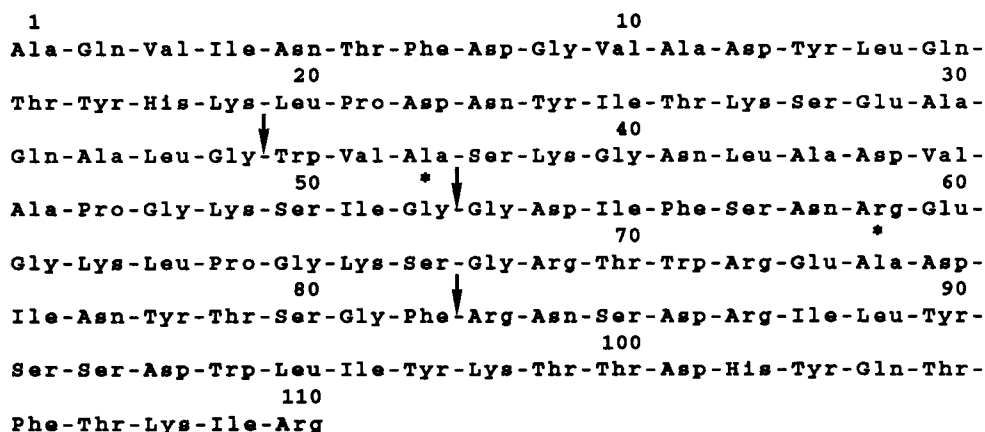 1 10
Ala-Gln-Val-Ile-Asn-Thr-Phe-Asp-Gly-Val-Ala-Asp-Tyr-Leu-Gln-
20 30
Thr-Tyr-His-Lys-Leu-Pro-Asp-Asn-Tyr-Ile-Thr-Lys-Ser-Glu-Ala-
40
Gln-Ala-Leu-Gly-Trp-Val-Ala-Ser-Lys-Gly-Asn-Leu-Ala-Asp-Val-
50 * 60
Ala-Pro-Gly-Lys-Ser-Ile-Gly-Gly-Asp-Ile-Phe-Ser-Asn-Arg-Glu-
70 *
Gly-Lys-Leu-Pro-Gly-Lys-Ser-Gly-Arg-Thr-Trp-Arg-Glu-Ala-Asp-
80 90
Ile-Asn-Tyr-Thr-Ser-Gly-Phe-Arg-Asn-Ser-Asp-Arg-Ile-Leu-Tyr-
100
Ser-Ser-Asp-Trp-Leu-Ile-Tyr-Lys-Thr-Thr-Asp-His-Tyr-Gln-Thr-
110
Phe-Thr-Lys-Ile-Arg